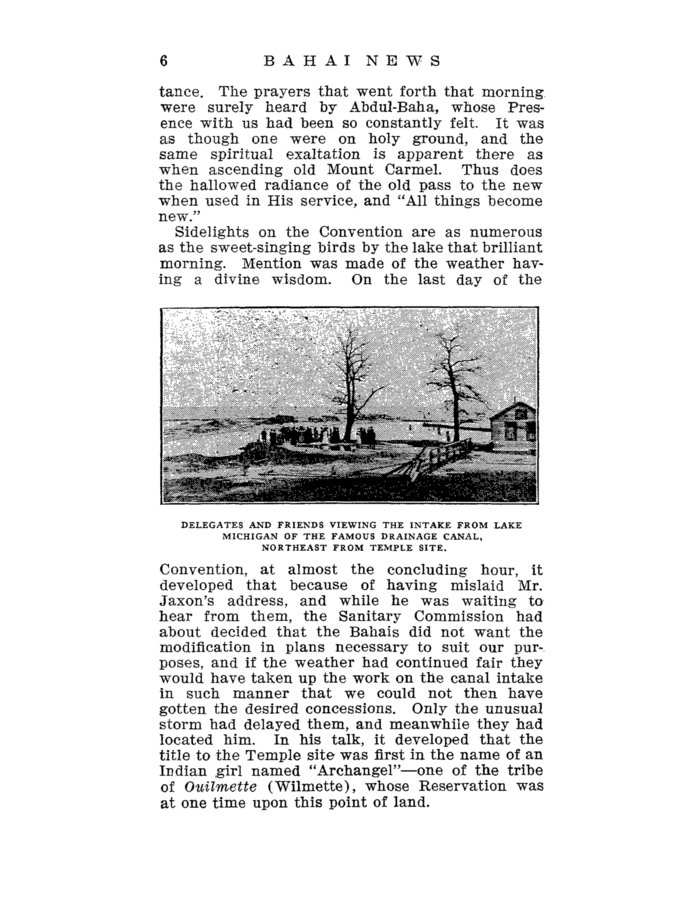 6 BAHAI NEWS
tance. The prayers that went forth that morning
were surely heard by Abdul-Baha, whose Pres-
ence with us had been so constantly felt. It was
as though one were on holy ground, and the
same spiritual exaltation is apparent there as
when ascending old Mount Carmel. Thus does
the hallowed radiance of the old pass to the new
when used in His service, and "All things become
new."
Sidelights on the Convention are as numerous
as the sweet-singing birds by the lake that brilliant
morning. Mention was made of the weather hav-
ing a divine wisdom. On the last day of the
DELEGATES AND FRIENDS VIEWING THE INTAKE FROM LAKE
MICHIGAN OF THE FAMOUS DRAINAGE CANAL,
NORTHEAST FROM TEMPLE SITE.
Convention, at almost the concluding hour, it
developed that because of having mislaid Mr.
Jaxon's address, and while he was waiting to
hear from them, the Sanitary Commission had
about decided that the Bahais did not want the
modification in plans necessary to suit our pur-
poses, and if the weather had continued fair they
would have taken up the work on the canal intake
in such manner that we could not then have
gotten the desired concessions. Only the unusual
storm had delayed them, and meanwhile they had
located him. In his talk, it developed that the
title to the Temple site was first in the name of an
Indian girl named "Archangel"—one of the tribe
of Ouilmette (Wilmette), whose Reservation was
at one time upon this point of land.